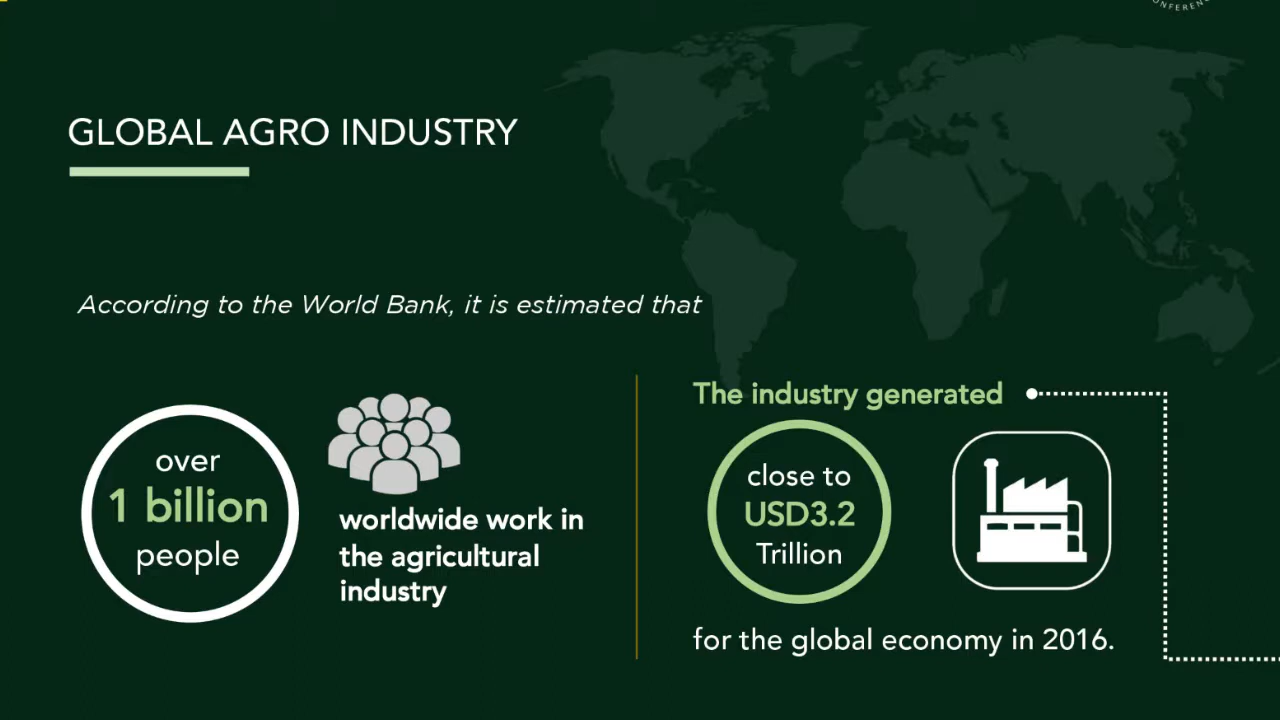 GLOBAL AGRO INDUSTRY
According to the World Bank, it is estimated that
over
1 billion
people
worldwide work in
the agricultural
industry
The industry generated
close to
USD3.2
Trillion
for the global economy in 2016.